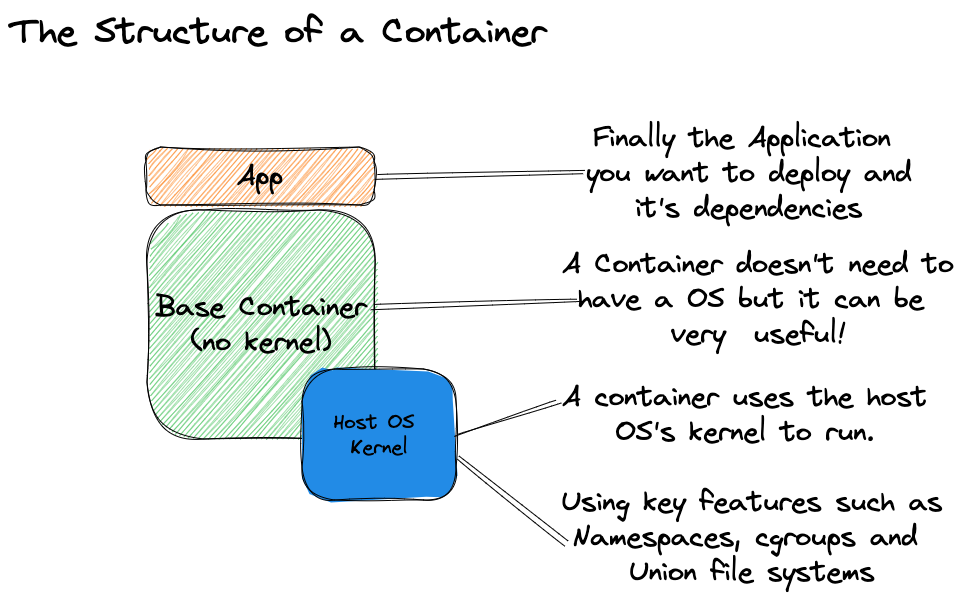 The Structure of a Container
App
Finally the Application
you want to deploy and
it's dependencies
Base Container
(no kernel)
A Container doesn't need to
have a OS but it can be
very useful!
Host OS
Kernel
A container uses the host
OS's kernel to run.
Using key features such as
Namespaces, cgroups and
Union file systems